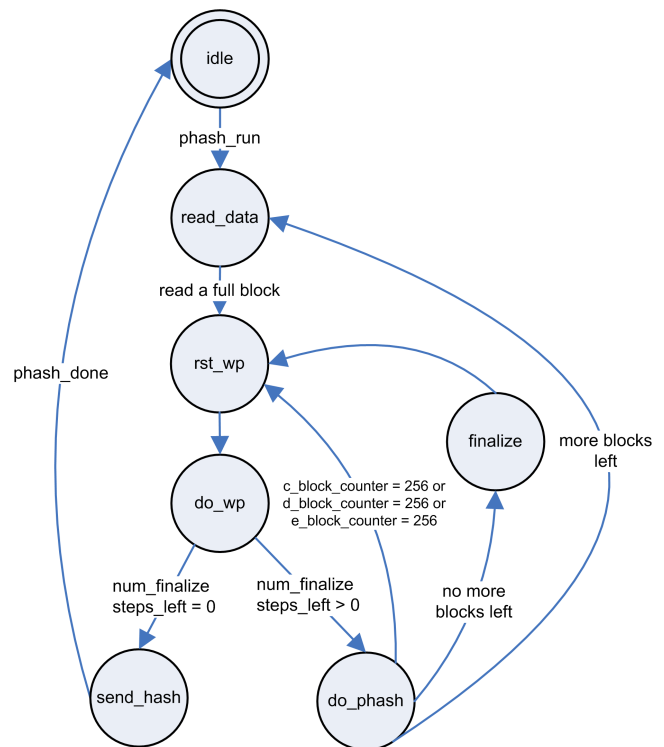 idle
phash_run
read_data
read a full block
rst_wp
phash_done
finalize
more blocks
left
c_block_counter = 256 or
d_block_counter = 256 or
e_block_counter = 256
do_wp
num_finalize
steps_left = 0
num_finalize
steps_left > 0
no more
blocks left
send_hash
do_phash